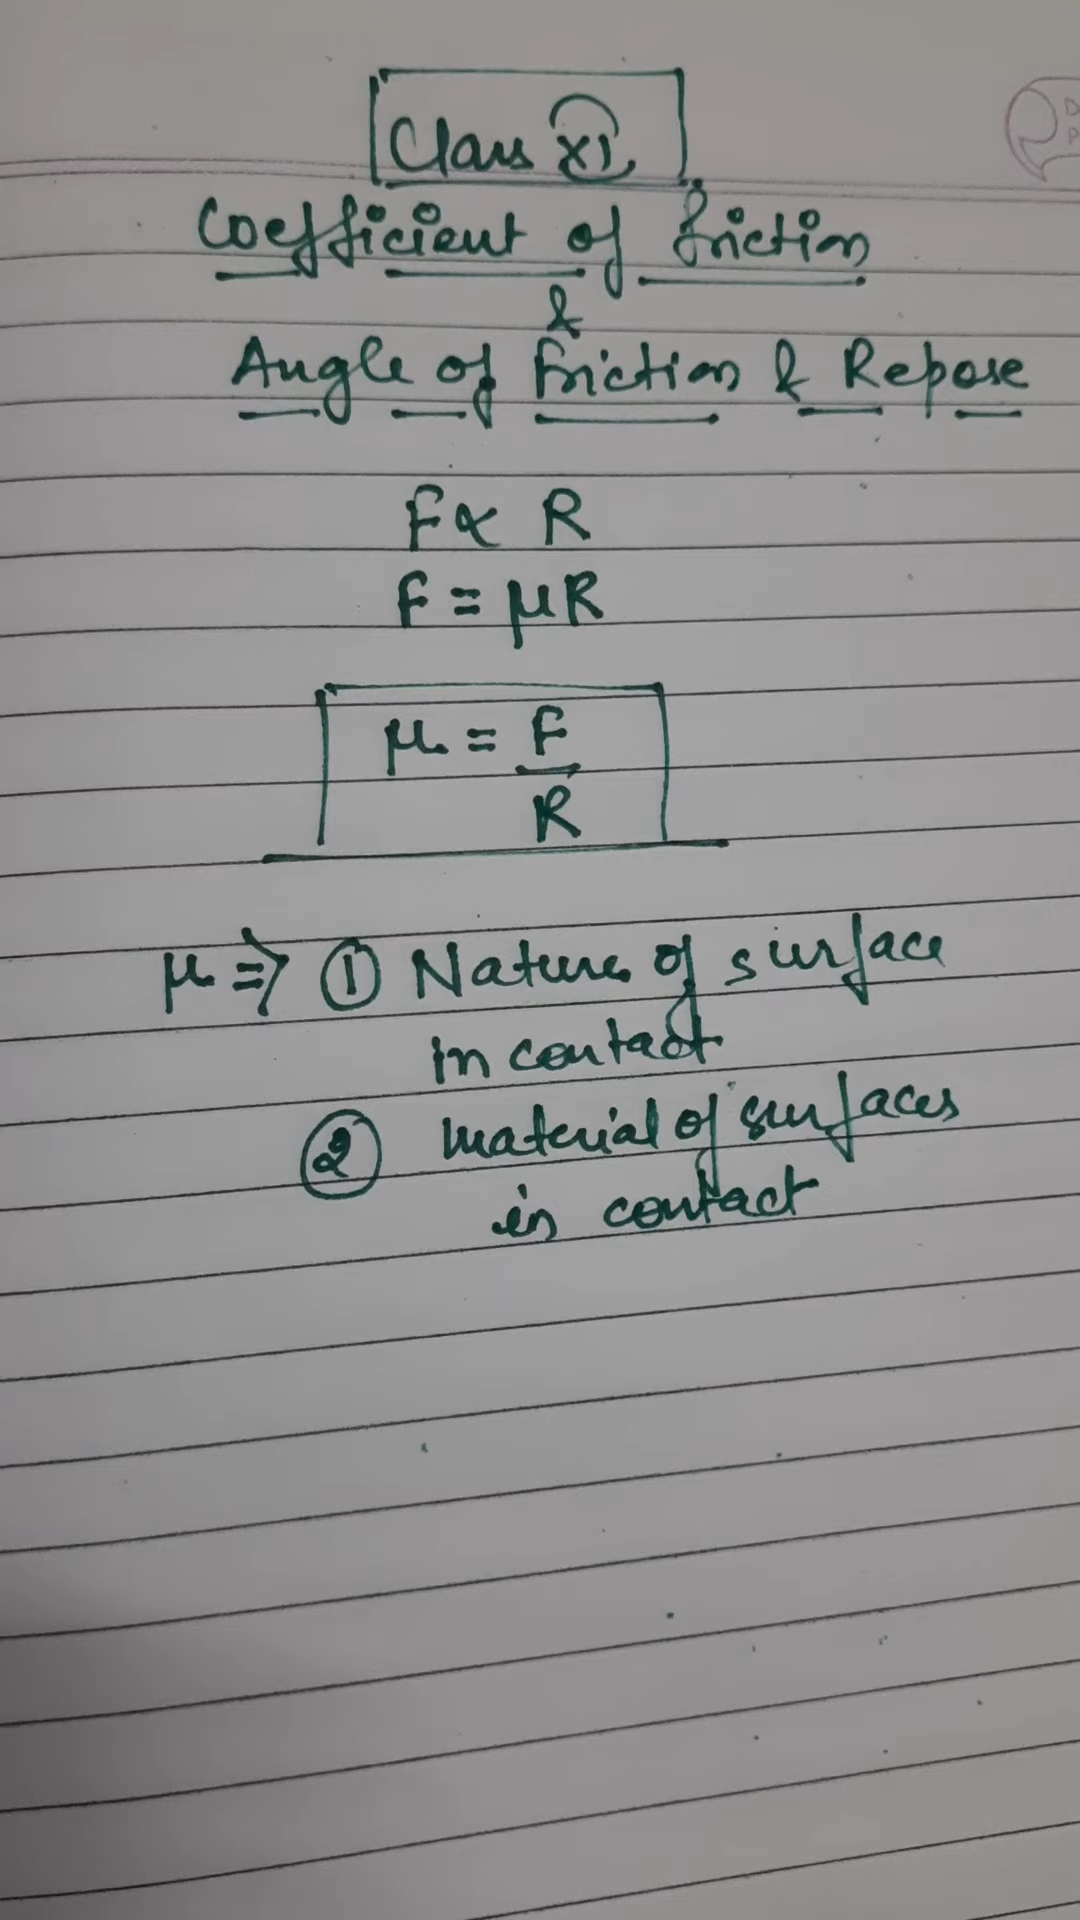 Class XI
Coefficient of friction
&
Angle of friction & Repose
F ∝ R
F = μR
μ = F
R
μ ⇒ ① Nature of surface
in contact
② material of surfaces
in contact